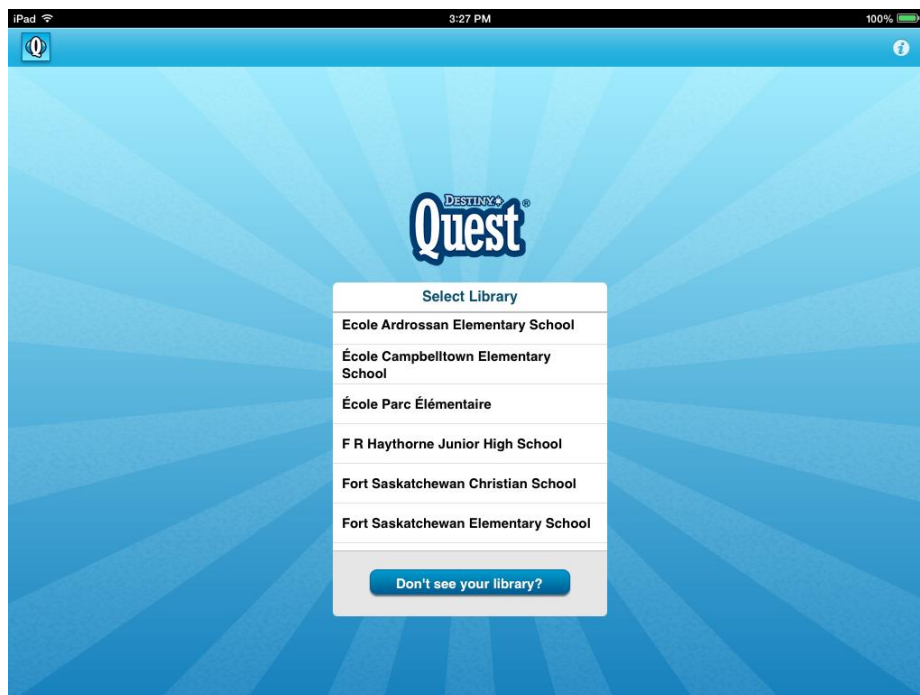 iPad 3:27 PM 100%
Q i
DESTINY
Quest®
Select Library
Ecole Ardrossan Elementary School
École Campbelltown Elementary
School
École Parc Élémentaire
F R Haythorne Junior High School
Fort Saskatchewan Christian School
Fort Saskatchewan Elementary School
Don't see your library?